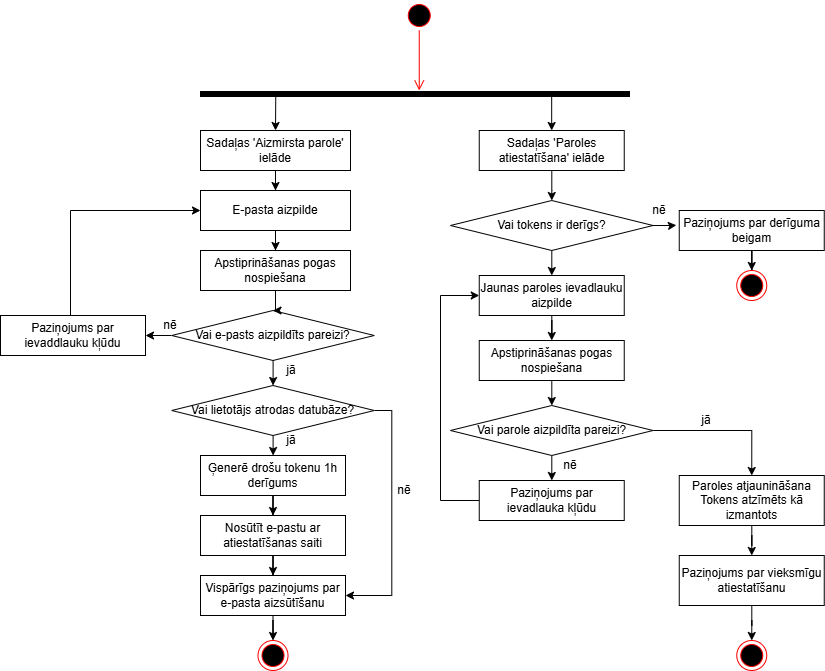 Sadaļas 'Aizmirsta parole'
ielāde
E-pasta aizpilde
Apstiprināšanas pogas
nospiešana
Vai e-pasts aizpildīts pareizi?
nē
Paziņojums par
ievaddlauku kļūdu
jā
Vai lietotājs atrodas datubāze?
jā
nē
Ģenerē drošu tokenu 1h
derīgums
Nosūtīt e-pastu ar
atiestatīšanas saiti
Vispārīgs paziņojums par
e-pasta aizsūtīšanu
Sadaļas 'Paroles
atiestatīšana' ielāde
Vai tokens ir derīgs?
nē
Paziņojums par derīguma
beigam
Jaunas paroles ievadlauku
aizpilde
Apstiprināšanas pogas
nospiešana
Vai parole aizpildīta pareizi?
jā
nē
Paziņojums par
ievadlauka kļūdu
Paroles atjaunināšana
Tokens atzīmēts kā
izmantots
Paziņojums par vieksmīgu
atiestatīšanu